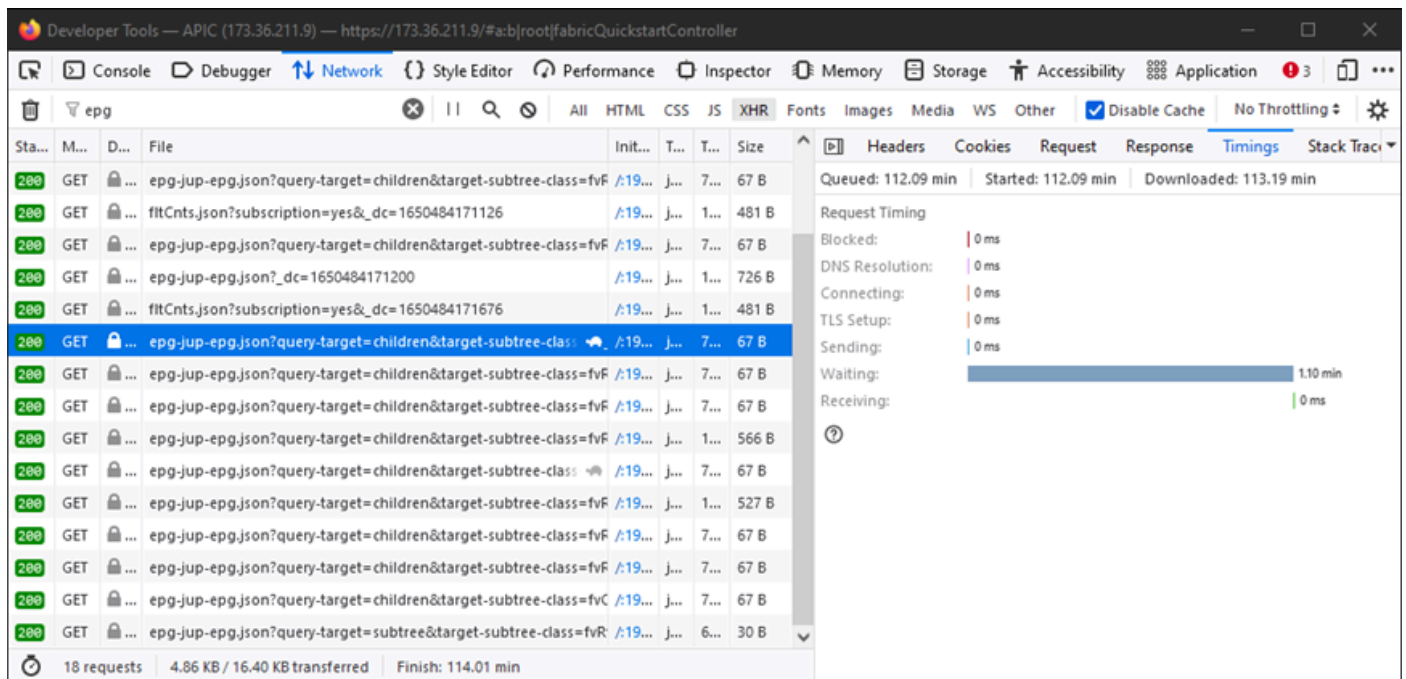 Developer Tools — APIC (173.36.211.9) — https://173.36.211.9/#a:b|root|fabricQuickstartController
Console Debugger Network Style Editor Performance Inspector Memory Storage Accessibility Application 3
epg All HTML CSS JS XHR Fonts Images Media WS Other Disable Cache No Throttling
Sta... M... D... File Init... T... T... Size
Headers Cookies Request Response Timings Stack Trac
200 GET ... epg-jup-epg.json?query-target=children&target-subtree-class=fvR /:19... j... 7... 67 B
200 GET ... fltCnts.json?subscription=yes&_dc=1650484171126 /:19... j... 1... 481 B
200 GET ... epg-jup-epg.json?query-target=children&target-subtree-class=fvR /:19... j... 7... 67 B
200 GET ... epg-jup-epg.json?_dc=1650484171200 /:19... j... 1... 726 B
200 GET ... fltCnts.json?subscription=yes&_dc=1650484171676 /:19... j... 1... 481 B
200 GET ... epg-jup-epg.json?query-target=children&target-subtree-class /:19... j... 7... 67 B
200 GET ... epg-jup-epg.json?query-target=children&target-subtree-class=fvR /:19... j... 7... 67 B
200 GET ... epg-jup-epg.json?query-target=children&target-subtree-class=fvR /:19... j... 7... 67 B
200 GET ... epg-jup-epg.json?query-target=children&target-subtree-class=fvR /:19... j... 1... 566 B
200 GET ... epg-jup-epg.json?query-target=children&target-subtree-class /:19... j... 7... 67 B
200 GET ... epg-jup-epg.json?query-target=children&target-subtree-class=fvR /:19... j... 1... 527 B
200 GET ... epg-jup-epg.json?query-target=children&target-subtree-class=fvR /:19... j... 7... 67 B
200 GET ... epg-jup-epg.json?query-target=children&target-subtree-class=fvR /:19... j... 7... 67 B
200 GET ... epg-jup-epg.json?query-target=children&target-subtree-class=fvC /:19... j... 7... 67 B
200 GET ... epg-jup-epg.json?query-target=subtree&target-subtree-class=fvR /:19... j... 6... 30 B
18 requests 4.86 KB / 16.40 KB transferred Finish: 114.01 min
Queued: 112.09 min Started: 112.09 min Downloaded: 113.19 min
Request Timing
Blocked: 0 ms
DNS Resolution: 0 ms
Connecting: 0 ms
TLS Setup: 0 ms
Sending: 0 ms
Waiting: 1.10 min
Receiving: 0 ms